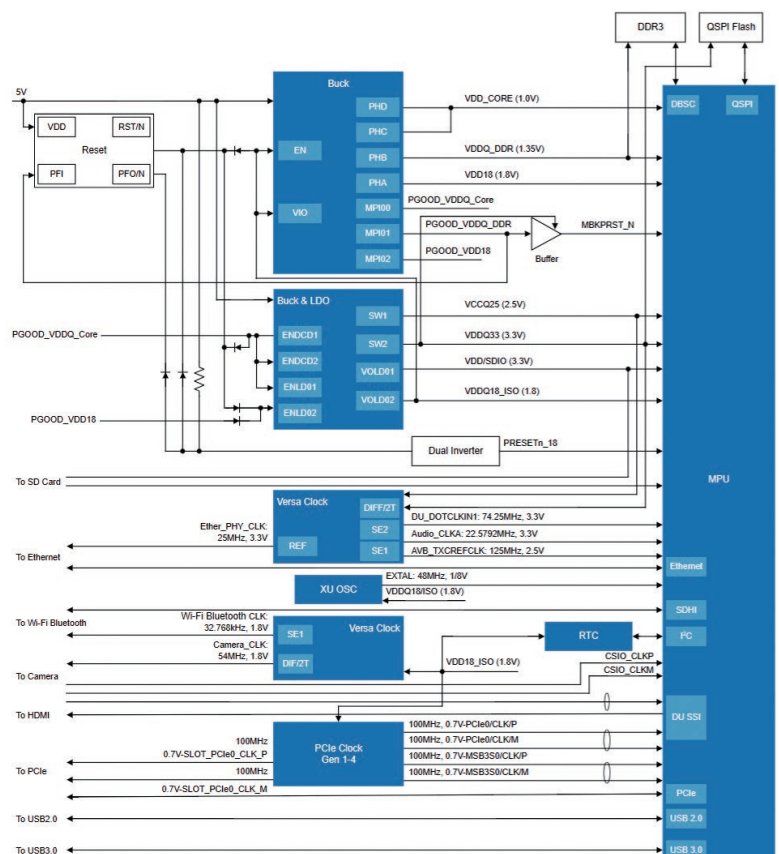 DDR3
QSPI Flash
5V
VDD
RST/N
Reset
PFI
PFO/N
Buck
EN
VIO
PHD
PHC
PHB
PHA
MPI00
MPI01
MPI02
VDD_CORE (1.0V)
VDDQ_DDR (1.35V)
VDD18 (1.8V)
PGOOD_VDDQ_Core
PGOOD_VDDQ_DDR
PGOOD_VDD18
Buffer
MBKPRST_N
DBSC
QSPI
Buck & LDO
PGOOD_VDDQ_Core
ENDCD1
ENDCD2
ENLD01
ENLD02
SW1
SW2
VOLD01
VOLD02
VCCQ25 (2.5V)
VDDQ33 (3.3V)
VDD/SDIO (3.3V)
VDDQ18_ISO (1.8)
PGOOD_VDD18
Dual Inverter
PRESETn_18
MPU
To SD Card
Versa Clock
DIFF/2T
SE2
SE1
REF
Ether_PHY_CLK:
25MHz, 3.3V
DU_DOTCLKIN1: 74.25MHz, 3.3V
Audio_CLKA: 22.5792MHz, 3.3V
AVB_TXCREFCLK: 125MHz, 2.5V
To Ethernet
Ethernet
XU OSC
EXTAL: 48MHz, 1/8V
VDDQ18/ISO (1.8V)
SDHI
To Wi-Fi Bluetooth
Wi-Fi Bluetooth CLK:
32.768kHz, 1.8V
Camera_CLK:
54MHz, 1.8V
SE1
DIF/2T
Versa Clock
RTC
I²C
VDD18_ISO (1.8V)
CSIO_CLKP
CSIO_CLKM
To Camera
To HDMI
DU SSI
PCIe Clock
Gen 1-4
100MHz
0.7V-SLOT_PCIe0_CLK_P
100MHz
0.7V-SLOT_PCIe0_CLK_M
100MHz, 0.7V-PCIe0/CLK/P
100MHz, 0.7V-PCIe0/CLK/M
100MHz, 0.7V-MSB3S0/CLK/P
100MHz, 0.7V-MSB3S0/CLK/M
To PCIe
PCIe
To USB2.0
USB 2.0
To USB3.0
USB 3.0